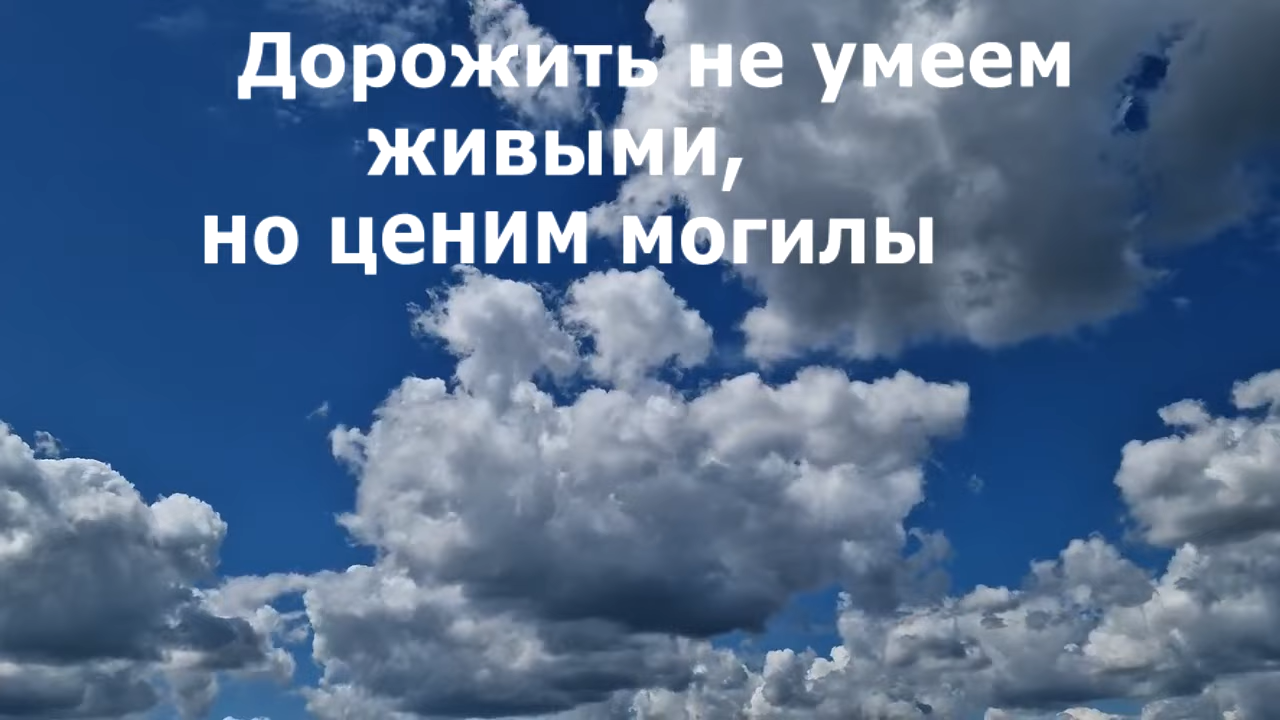 Дорожить не умеем
живыми,
но ценим могилы